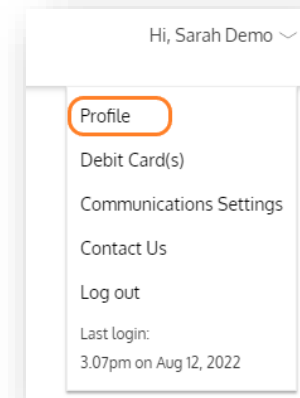 Hi, Sarah Demo
Profile
Debit Card(s)
Communications Settings
Contact Us
Log out
Last login:
3.07pm on Aug 12, 2022